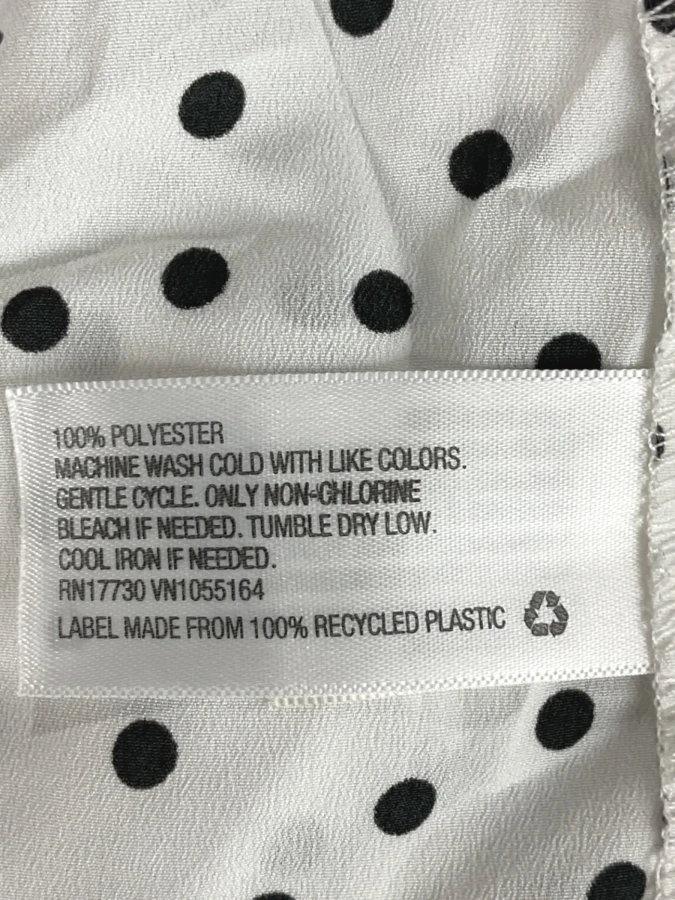 100% POLYESTER
MACHINE WASH COLD WITH LIKE COLORS.
GENTLE CYCLE. ONLY NON-CHLORINE
BLEACH IF NEEDED. TUMBLE DRY LOW.
COOL IRON IF NEEDED.
RN17730 VN1055164
LABEL MADE FROM 100% RECYCLED PLASTIC